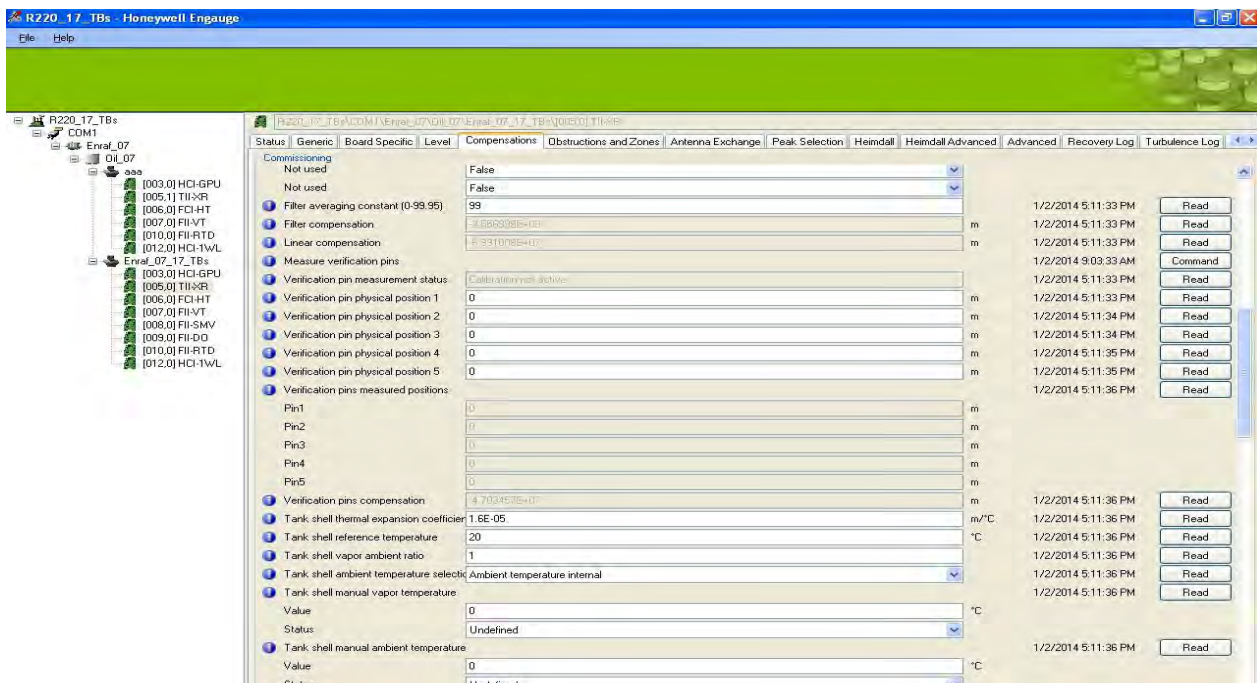 R220_17_TBs - Honeywell Engauge
File Help
R220_17_TBs
COM1
Enraf_07
Oil_07
aaa
[003,0] HCI-GPU
[005,1] TII-XR
[006,0] FCI-HT
[007,0] FII-VT
[010,0] FII-RTD
[012,0] HCI-1WL
Enraf_07_17_TBs
[003,0] HCI-GPU
[005,0] TII-XR
[006,0] FCI-HT
[007,0] FII-VT
[008,0] FII-SMV
[009,0] FII-DO
[010,0] FII-RTD
[012,0] HCI-1WL
R220_17_TBs\COM1\Enraf_07\Oil_07\Enraf_07_17_TBs\[005,0] TII-XR
Status Generic Board Specific Level Compensations Obstructions and Zones Antenna Exchange Peak Selection Heimdall Heimdall Advanced Advanced Recovery Log Turbulence Log
Commissioning
Not used False
Not used False
Filter averaging constant (0-99.95) 99 1/2/2014 5:11:33 PM Read
Filter compensation m 1/2/2014 5:11:33 PM Read
Linear compensation m 1/2/2014 5:11:33 PM Read
Measure verification pins 1/2/2014 9:03:33 AM Command
Verification pin measurement status Calibration not active 1/2/2014 5:11:33 PM Read
Verification pin physical position 1 0 m 1/2/2014 5:11:33 PM Read
Verification pin physical position 2 0 m 1/2/2014 5:11:34 PM Read
Verification pin physical position 3 0 m 1/2/2014 5:11:34 PM Read
Verification pin physical position 4 0 m 1/2/2014 5:11:35 PM Read
Verification pin physical position 5 0 m 1/2/2014 5:11:35 PM Read
Verification pins measured positions 1/2/2014 5:11:36 PM Read
Pin1 0 m
Pin2 0 m
Pin3 0 m
Pin4 0 m
Pin5 0 m
Verification pins compensation m 1/2/2014 5:11:36 PM Read
Tank shell thermal expansion coefficier 1.6E-05 m/°C 1/2/2014 5:11:36 PM Read
Tank shell reference temperature 20 °C 1/2/2014 5:11:36 PM Read
Tank shell vapor ambient ratio 1 1/2/2014 5:11:36 PM Read
Tank shell ambient temperature selectic Ambient temperature internal 1/2/2014 5:11:36 PM Read
Tank shell manual vapor temperature 1/2/2014 5:11:36 PM Read
Value 0 °C
Status Undefined
Tank shell manual ambient temperature 1/2/2014 5:11:36 PM Read
Value 0 °C